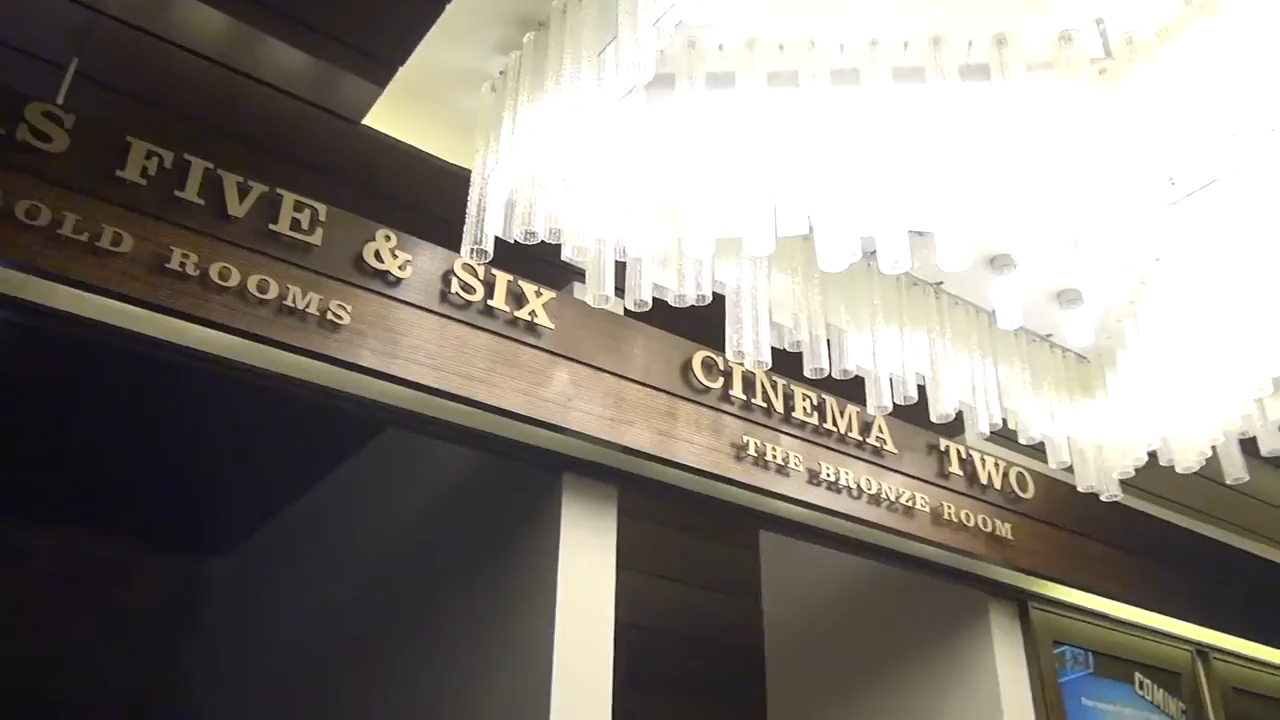 S FIVE & SIX
OLD ROOMS
CINEMA TWO
THE BRONZE ROOM
COMING